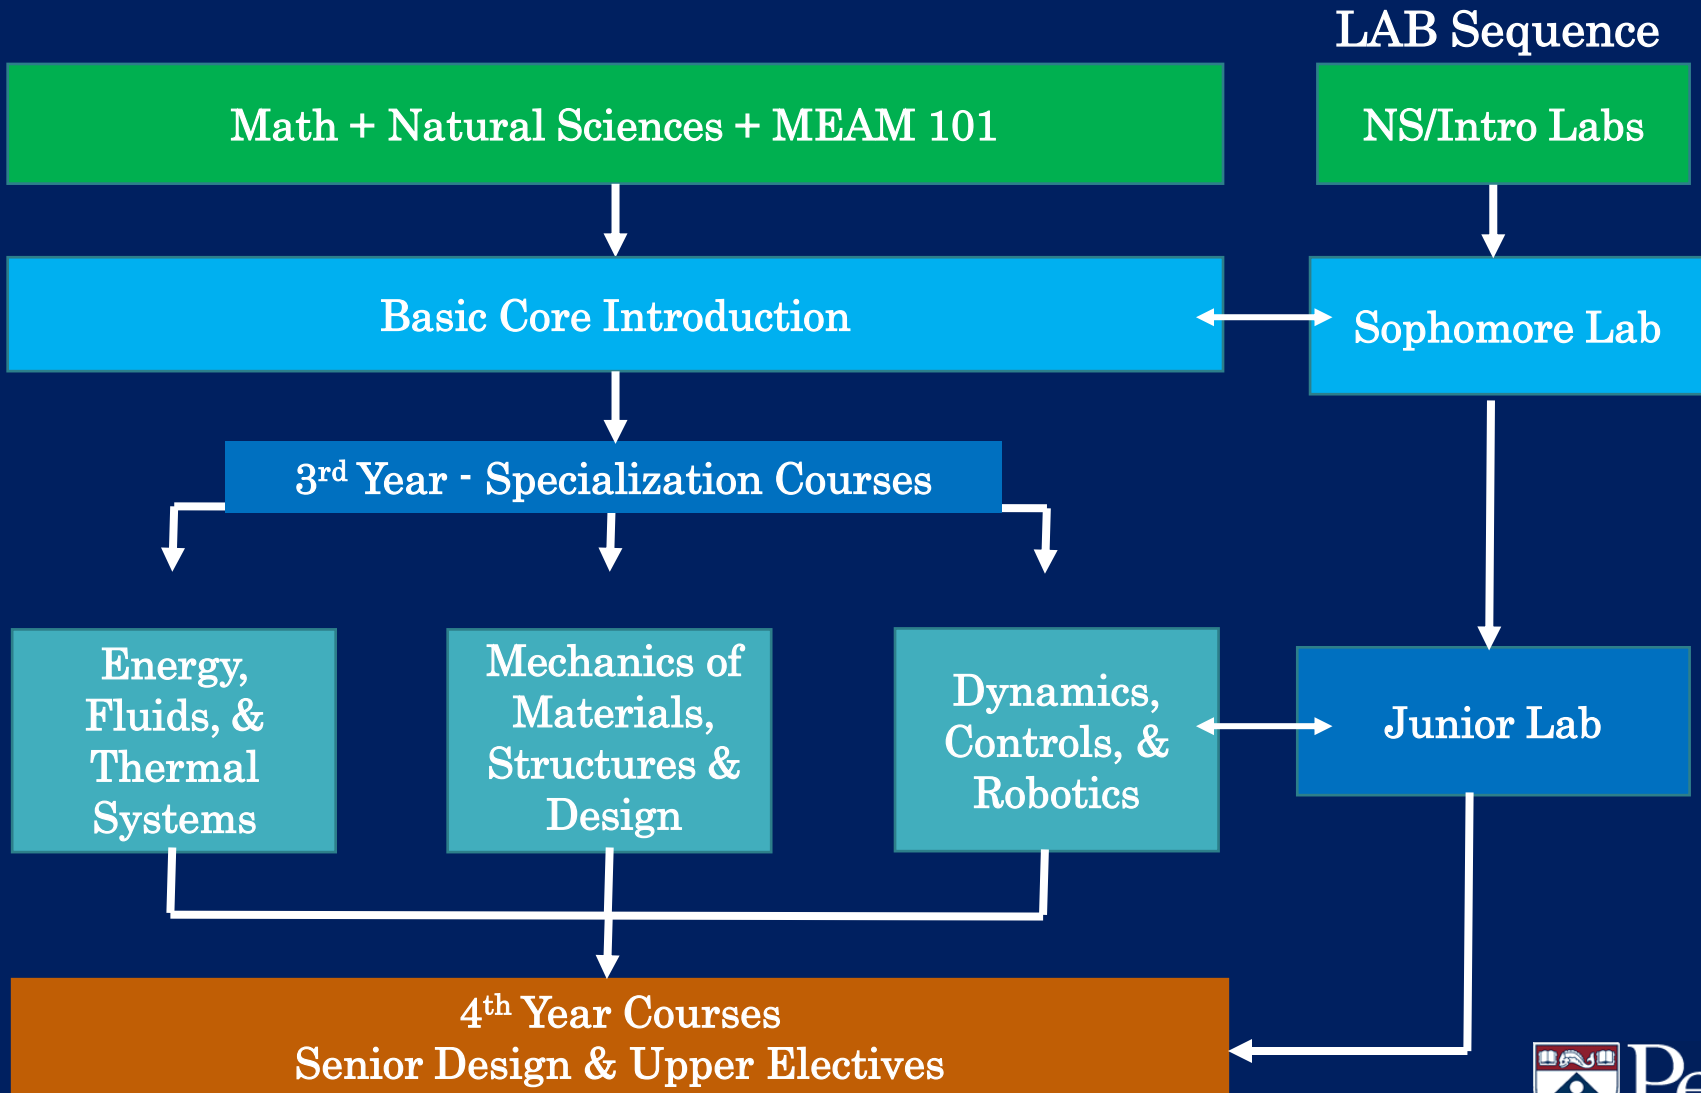 LAB Sequence
Math + Natural Sciences + MEAM 101
NS/Intro Labs
Basic Core Introduction
Sophomore Lab
3rd Year - Specialization Courses
Energy,
Fluids, &
Thermal
Systems
Mechanics of
Materials,
Structures &
Design
Dynamics,
Controls, &
Robotics
Junior Lab
4th Year Courses
Senior Design & Upper Electives